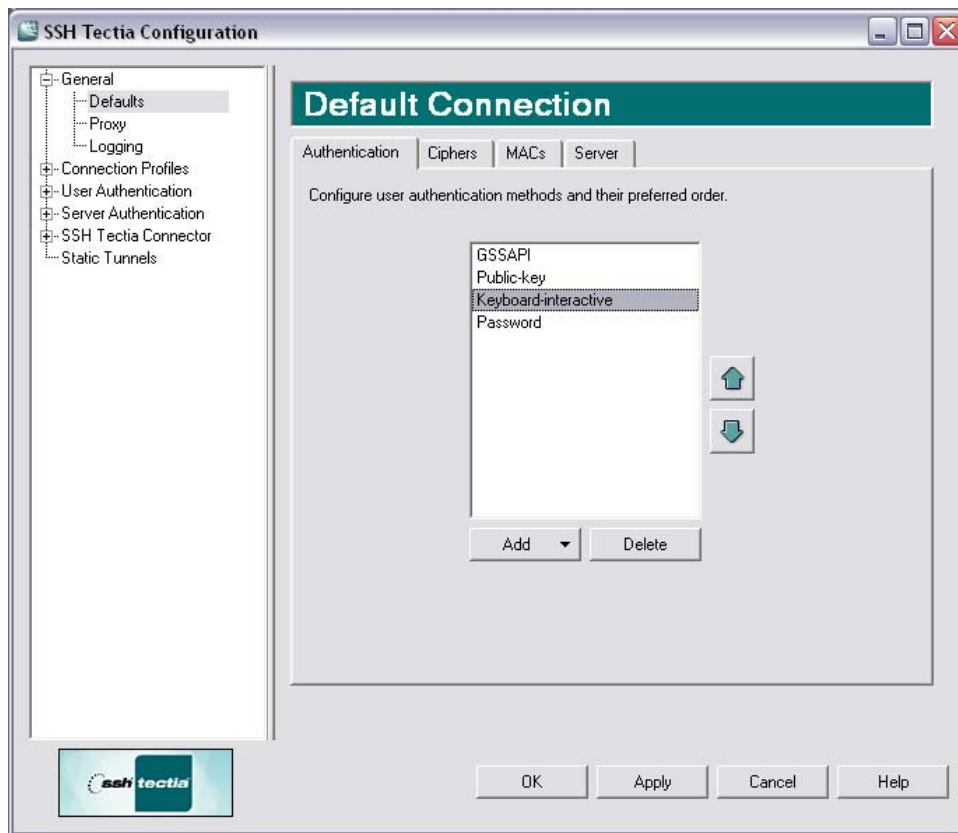 SSH Tectia Configuration
General
Defaults
Proxy
Logging
Connection Profiles
User Authentication
Server Authentication
SSH Tectia Connector
Static Tunnels
Default Connection
Authentication Ciphers MACs Server
Configure user authentication methods and their preferred order.
GSSAPI
Public-key
Keyboard-interactive
Password
Add Delete
ssh tectia
OK Apply Cancel Help